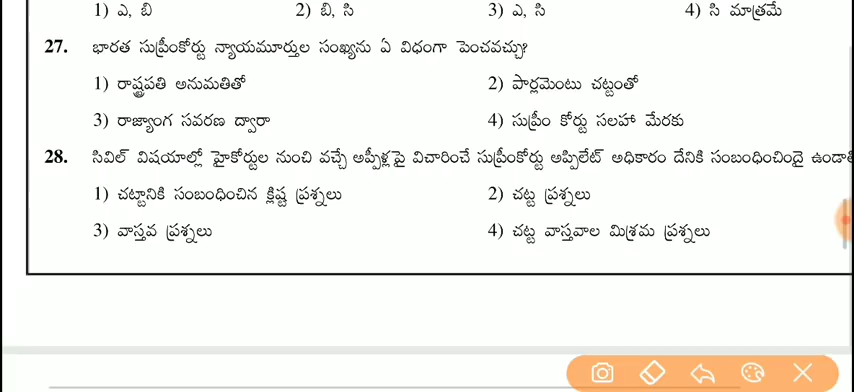 1) ఎ, బి 2) బి, సి 3) ఎ, సి 4) సి మాత్రమే
27. భారత సుప్రీంకోర్టు న్యాయమూర్తుల సంఖ్యను ఏ విధంగా పెంచవచ్చు?
1) రాష్ట్రపతి అనుమతితో 2) పార్లమెంటు చట్టంతో
3) రాజ్యాంగ సవరణ ద్వారా 4) సుప్రీం కోర్టు సలహా మేరకు
28. సివిల్ విషయాల్లో హైకోర్టుల నుంచి వచ్చే అప్పీళ్లపై విచారించే సుప్రీంకోర్టు అప్పిలేట్ అధికారం దేనికి సంబంధించిందై
1) చట్టానికి సంబంధించిన క్లిష్ట ప్రశ్నలు 2) చట్ట ప్రశ్నలు
3) వాస్తవ ప్రశ్నలు 4) చట్ట వాస్తవాల మిశ్రమ ప్రశ్నలు